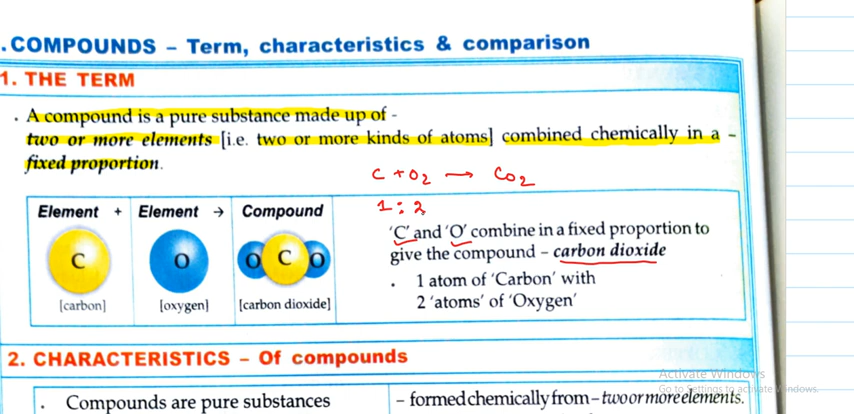 .COMPOUNDS – Term, characteristics & comparison
1. THE TERM
. A compound is a pure substance made up of -
two or more elements [i.e. two or more kinds of atoms] combined chemically in a -
fixed proportion.
C + O2 → CO2
1 : 2
Element + Element → Compound
C O O C O
[carbon] [oxygen] [carbon dioxide]
'C' and 'O' combine in a fixed proportion to
give the compound – carbon dioxide
. 1 atom of 'Carbon' with
2 'atoms' of 'Oxygen'
2. CHARACTERISTICS – Of compounds
. Compounds are pure substances
– formed chemically from – two or more elements.
Activate Windows
Go to Settings to activate Windows.